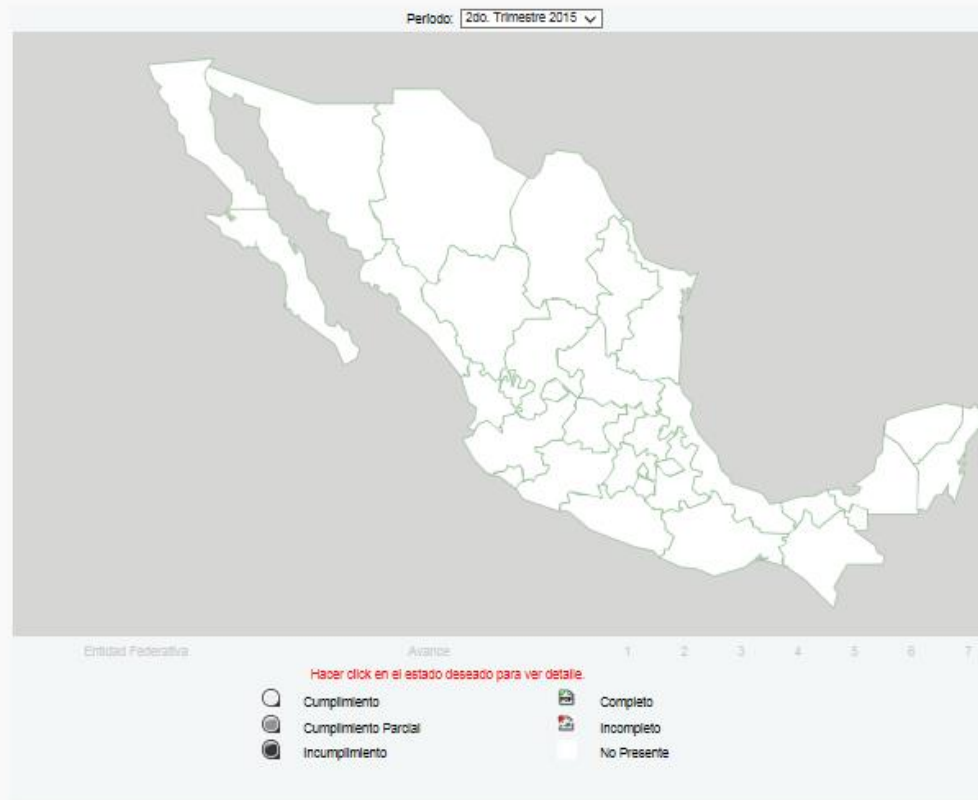 Período: 2do. Trimestre 2015
Entidad Federativa Avance 1 2 3 4 5 6 7
Hacer click en el estado deseado para ver detalle.
Cumplimiento Completo
Cumplimiento Parcial Incompleto
Incumplimiento No Presente